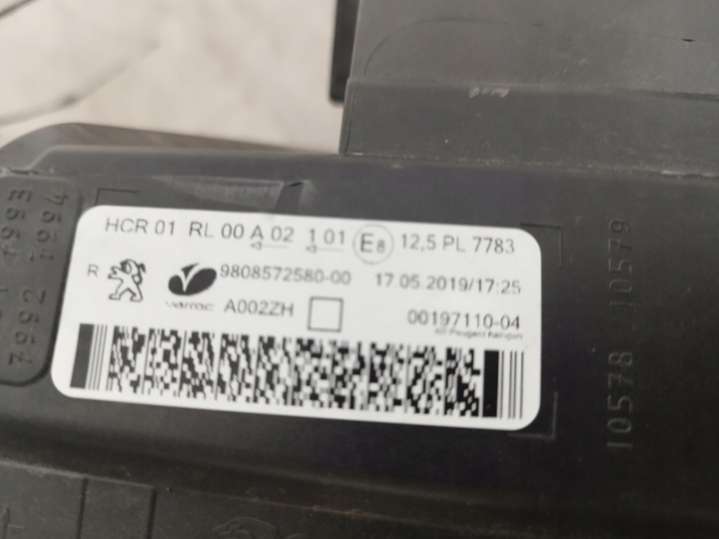 HCR 01 RL 00 A 02 1 01 E8 12,5 PL 7783
R 9808572580-00 17.05.2019/17:25
varroc A002ZH 00197110-04
10578 10579